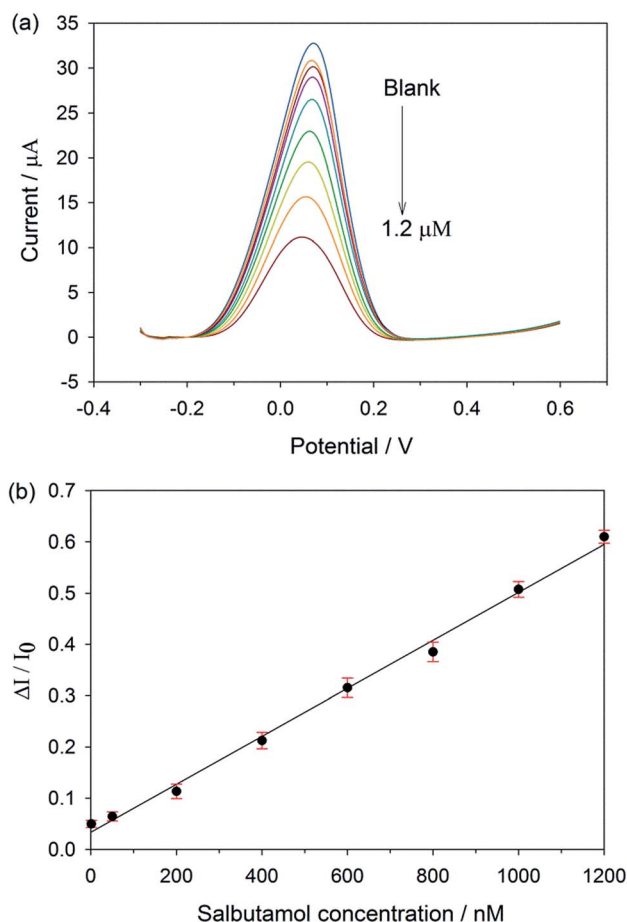 (a)
35
30
25
20
15
10
5
0
-5
Current / μA
Blank
1.2 μM
-0.4 -0.2 0.0 0.2 0.4 0.6
Potential / V
(b)
0.7
0.6
0.5
0.4
0.3
0.2
0.1
0.0
ΔI / I0
0 200 400 600 800 1000 1200
Salbutamol concentration / nM